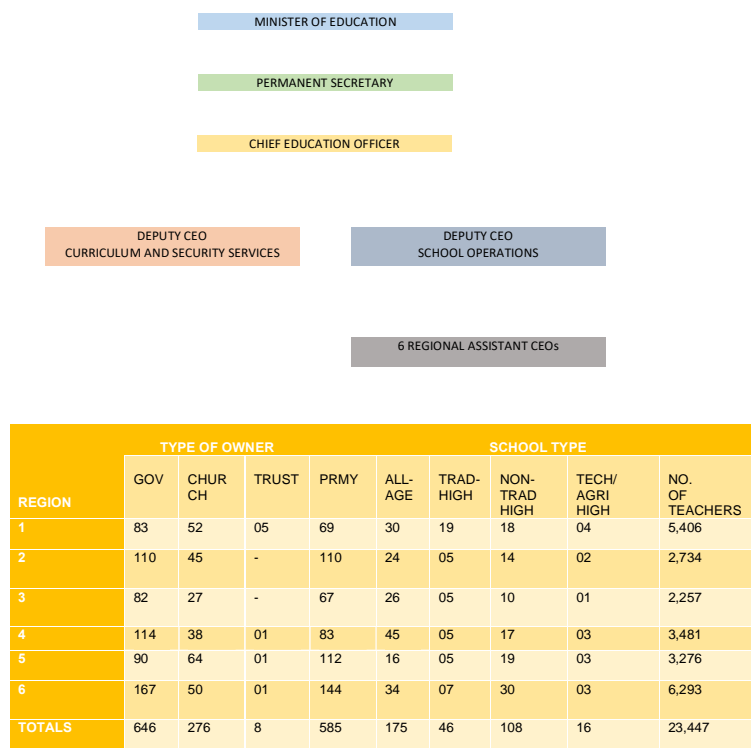 MINISTER OF EDUCATION
PERMANENT SECRETARY
CHIEF EDUCATION OFFICER
DEPUTY CEO
CURRICULUM AND SECURITY SERVICES
DEPUTY CEO
SCHOOL OPERATIONS
6 REGIONAL ASSISTANT CEOs
TYPE OF OWNER SCHOOL TYPE
REGION GOV CHUR CH TRUST PRMY ALL- AGE TRAD- HIGH NON- TRAD HIGH TECH/ AGRI HIGH NO. OF TEACHERS
1 83 52 05 69 30 19 18 04 5,406
2 110 45 - 110 24 05 14 02 2,734
3 82 27 - 67 26 05 10 01 2,257
4 114 38 01 83 45 05 17 03 3,481
5 90 64 01 112 16 05 19 03 3,276
6 167 50 01 144 34 07 30 03 6,293
TOTALS 646 276 8 585 175 46 108 16 23,447